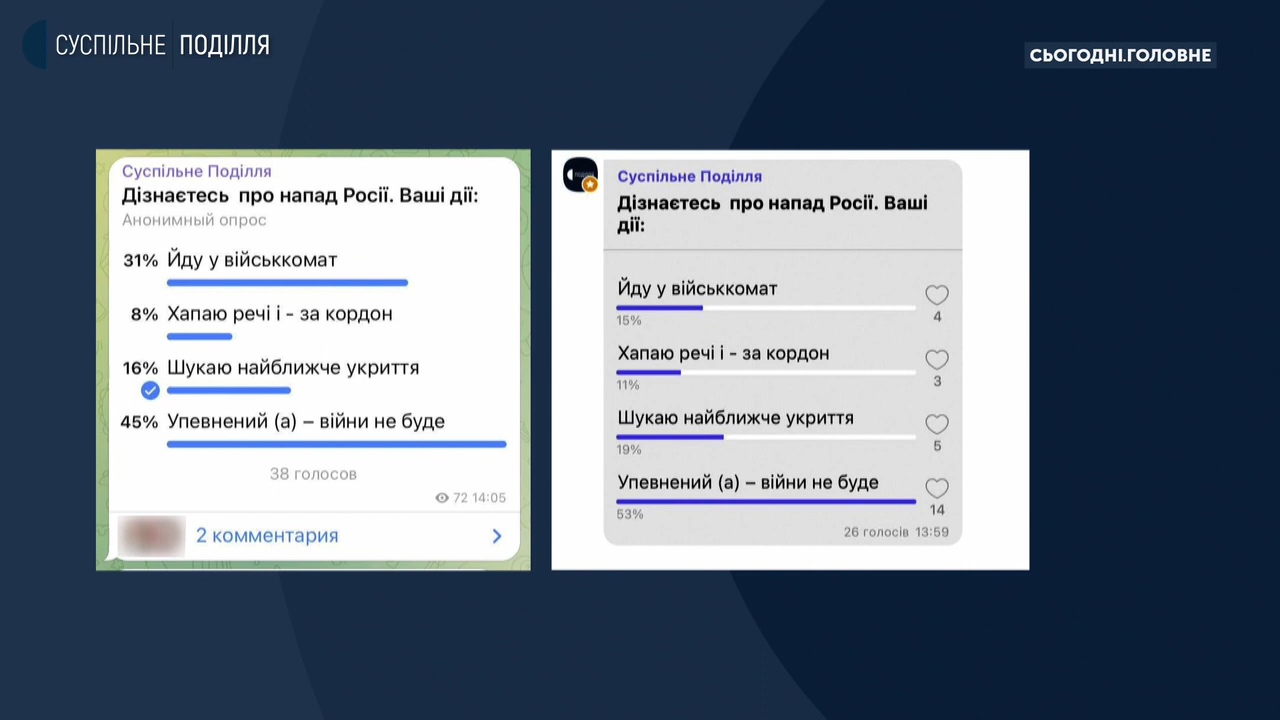 СУСПІЛЬНЕ ПОДІЛЛЯ
СЬОГОДНІ.ГОЛОВНЕ
Суспільне Поділля
Дізнаєтесь про напад Росії. Ваші дії:
Анонимный опрос
31% Йду у військкомат
8% Хапаю речі і - за кордон
16% Шукаю найближче укриття
45% Упевнений (а) – війни не буде
38 голосов
72 14:05
2 комментария
Суспільне Поділля
Дізнаєтесь про напад Росії. Ваші
дії:
Йду у військкомат
15%
4
Хапаю речі і - за кордон
11%
3
Шукаю найближче укриття
19%
5
Упевнений (а) – війни не буде
53%
14
26 голосів 13:59